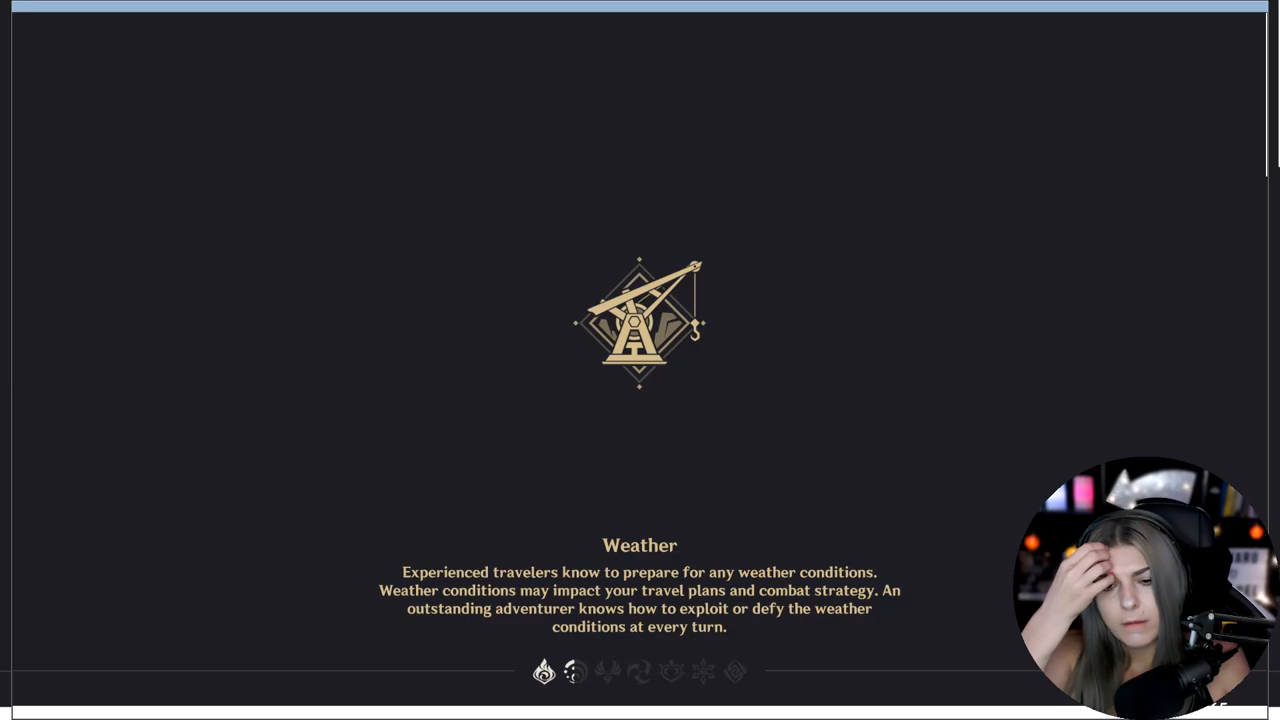 Weather
Experienced travelers know to prepare for any weather conditions.
Weather conditions may impact your travel plans and combat strategy. An
outstanding adventurer knows how to exploit or defy the weather
conditions at every turn.